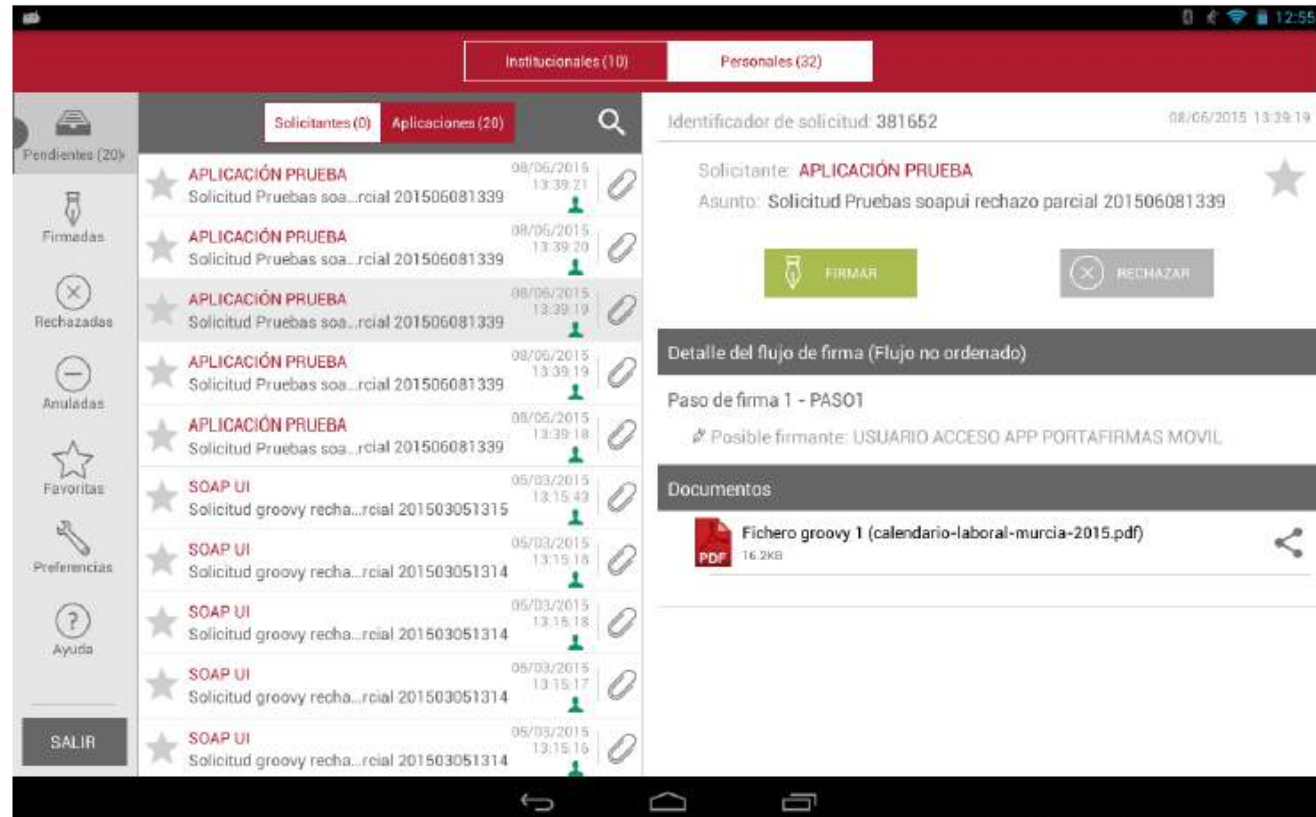 12:55
Institucionales (10)
Personales (32)
Pendientes (20)
Firmadas
Rechazadas
Anuladas
Favoritas
Preferencias
Ayuda
SALIR
Solicitantes (0)
Aplicaciones (20)
APLICACIÓN PRUEBA
08/06/2015
13:39:21
Solicitud Pruebas soa...rcial 201506081339
APLICACIÓN PRUEBA
08/06/2015
13:39:20
Solicitud Pruebas soa...rcial 201506081339
APLICACIÓN PRUEBA
08/06/2015
13:39:19
Solicitud Pruebas soa...rcial 201506081339
APLICACIÓN PRUEBA
08/06/2015
13:39:19
Solicitud Pruebas soa...rcial 201506081339
APLICACIÓN PRUEBA
08/06/2015
13:39:18
Solicitud Pruebas soa...rcial 201506081339
SOAP UI
05/03/2015
13:15:43
Solicitud groovy recha...rcial 201503051315
SOAP UI
05/03/2015
13:15:18
Solicitud groovy recha...rcial 201503051314
SOAP UI
05/03/2015
13:15:18
Solicitud groovy recha...rcial 201503051314
SOAP UI
05/03/2015
13:15:17
Solicitud groovy recha...rcial 201503051314
SOAP UI
05/03/2015
13:15:16
Solicitud groovy recha...rcial 201503051314
Identificador de solicitud: 381652
08/06/2015 13:39:19
Solicitante: APLICACIÓN PRUEBA
Asunto: Solicitud Pruebas soapui rechazo parcial 201506081339
FIRMAR
RECHAZAR
Detalle del flujo de firma (Flujo no ordenado)
Paso de firma 1 - PASO1
Posible firmante: USUARIO ACCESO APP PORTAFIRMAS MOVIL
Documentos
Fichero groovy 1 (calendario-laboral-murcia-2015.pdf)
PDF
16.2KB